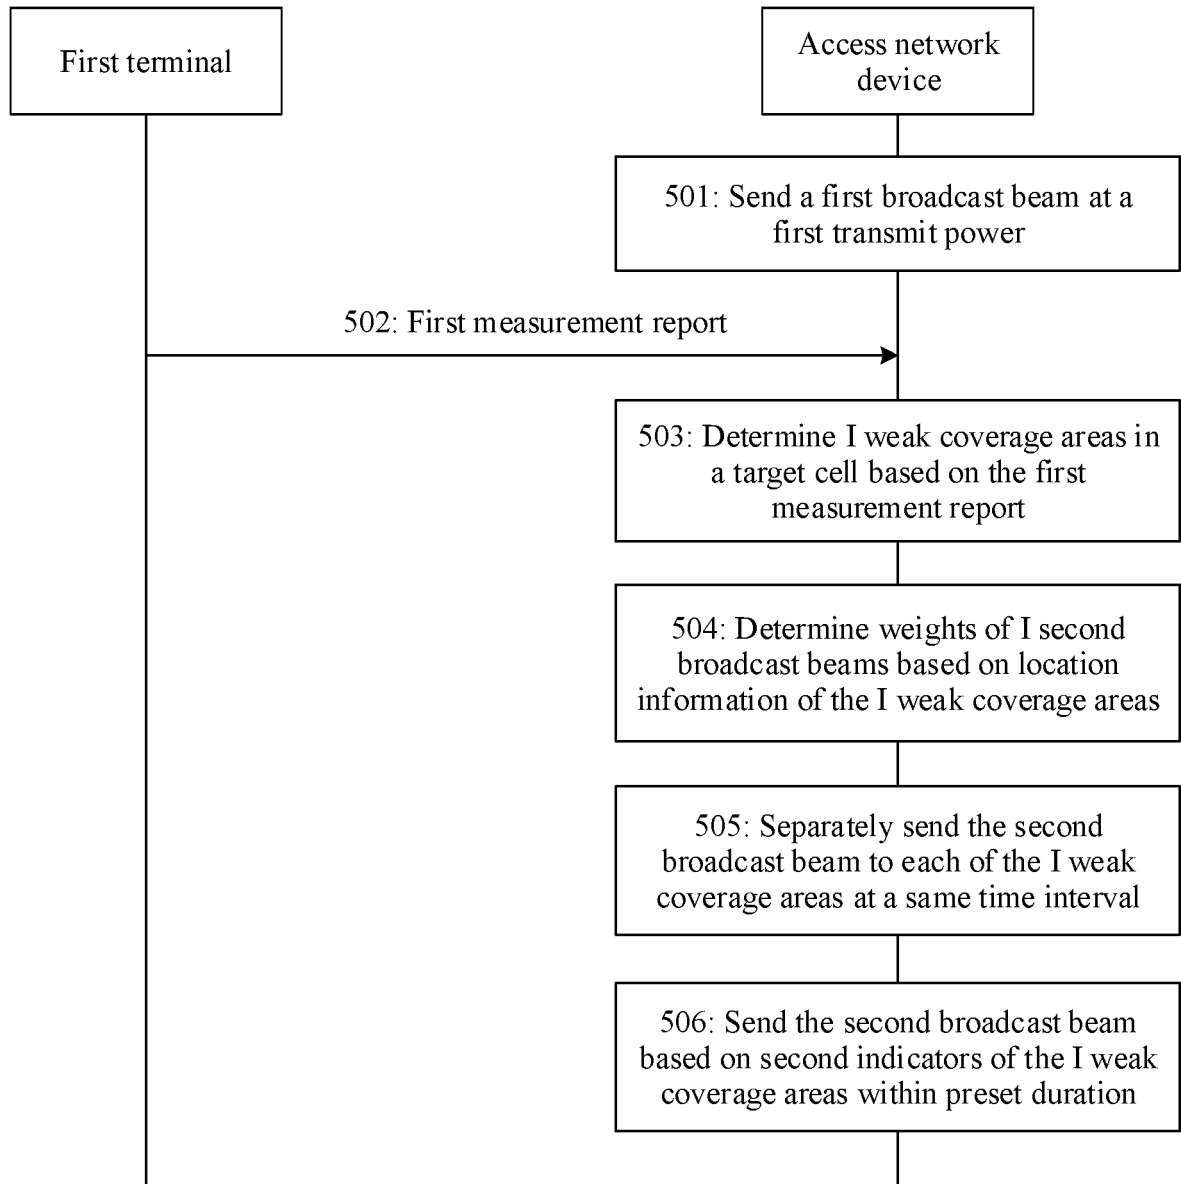 First terminal
Access network
device
501: Send a first broadcast beam at a
first transmit power
502: First measurement report
503: Determine I weak coverage areas in
a target cell based on the first
measurement report
504: Determine weights of I second
broadcast beams based on location
information of the I weak coverage areas
505: Separately send the second
broadcast beam to each of the I weak
coverage areas at a same time interval
506: Send the second broadcast beam
based on second indicators of the I weak
coverage areas within preset duration